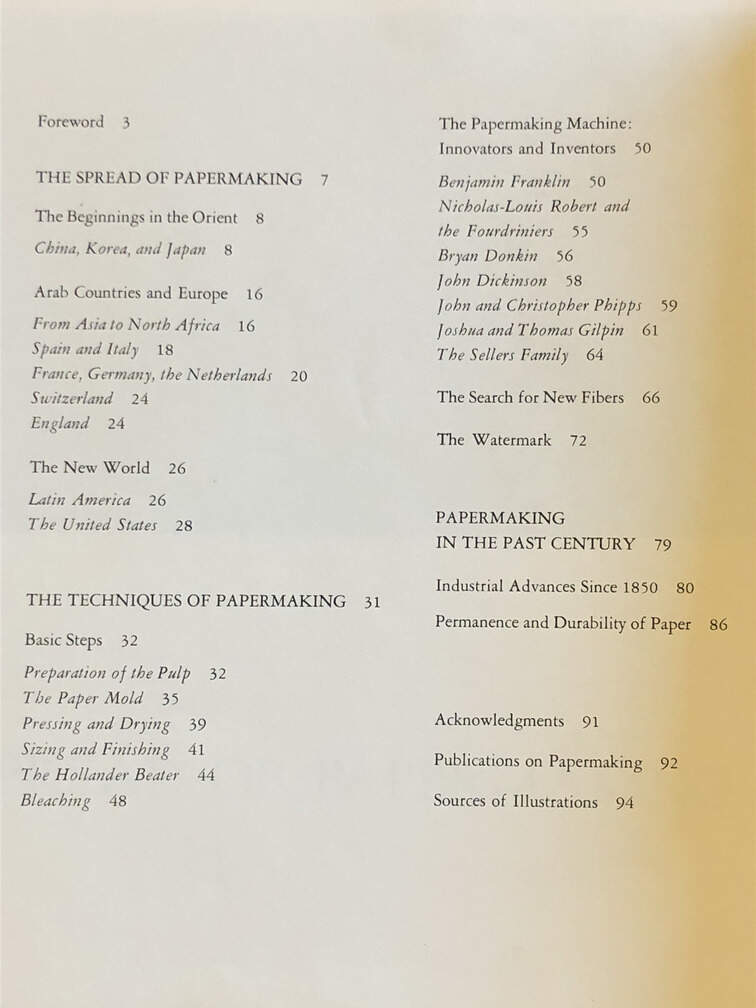 Foreword 3
THE SPREAD OF PAPERMAKING 7
The Beginnings in the Orient 8
China, Korea, and Japan 8
Arab Countries and Europe 16
From Asia to North Africa 16
Spain and Italy 18
France, Germany, the Netherlands 20
Switzerland 24
England 24
The New World 26
Latin America 26
The United States 28
THE TECHNIQUES OF PAPERMAKING 31
Basic Steps 32
Preparation of the Pulp 32
The Paper Mold 35
Pressing and Drying 39
Sizing and Finishing 41
The Hollander Beater 44
Bleaching 48
The Papermaking Machine:
Innovators and Inventors 50
Benjamin Franklin 50
Nicholas-Louis Robert and
the Fourdriniers 55
Bryan Donkin 56
John Dickinson 58
John and Christopher Phipps 59
Joshua and Thomas Gilpin 61
The Sellers Family 64
The Search for New Fibers 66
The Watermark 72
PAPERMAKING
IN THE PAST CENTURY 79
Industrial Advances Since 1850 80
Permanence and Durability of Paper 86
Acknowledgments 91
Publications on Papermaking 92
Sources of Illustrations 94